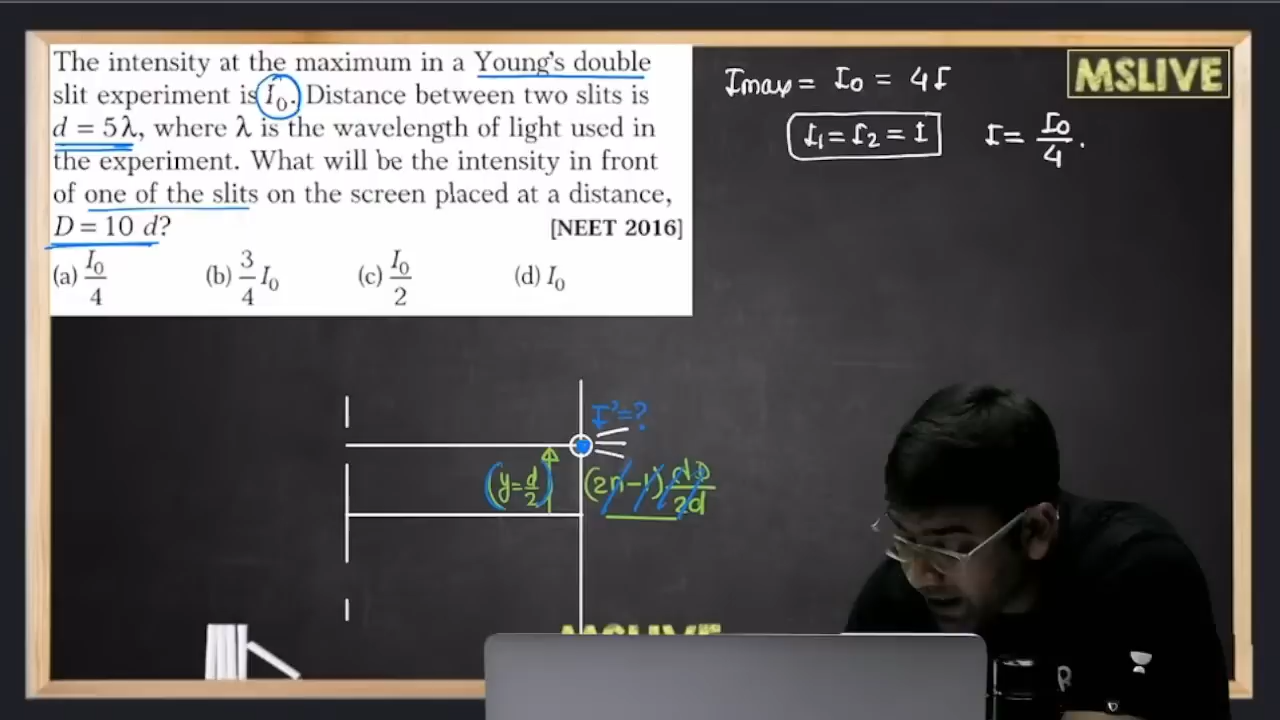 The intensity at the maximum in a Young's double
slit experiment is I₀. Distance between two slits is
d = 5λ, where λ is the wavelength of light used in
the experiment. What will be the intensity in front
of one of the slits on the screen placed at a distance,
D = 10 d?
[NEET 2016]
(a) I₀/4 (b) 3/4 I₀ (c) I₀/2 (d) I₀
Imax = I₀ = 4I
I₁ = I₂ = I I = I₀/4.
MSLIVE
I' = ?
(y = d/2) (2n-1) λD/2d
MSLIVE